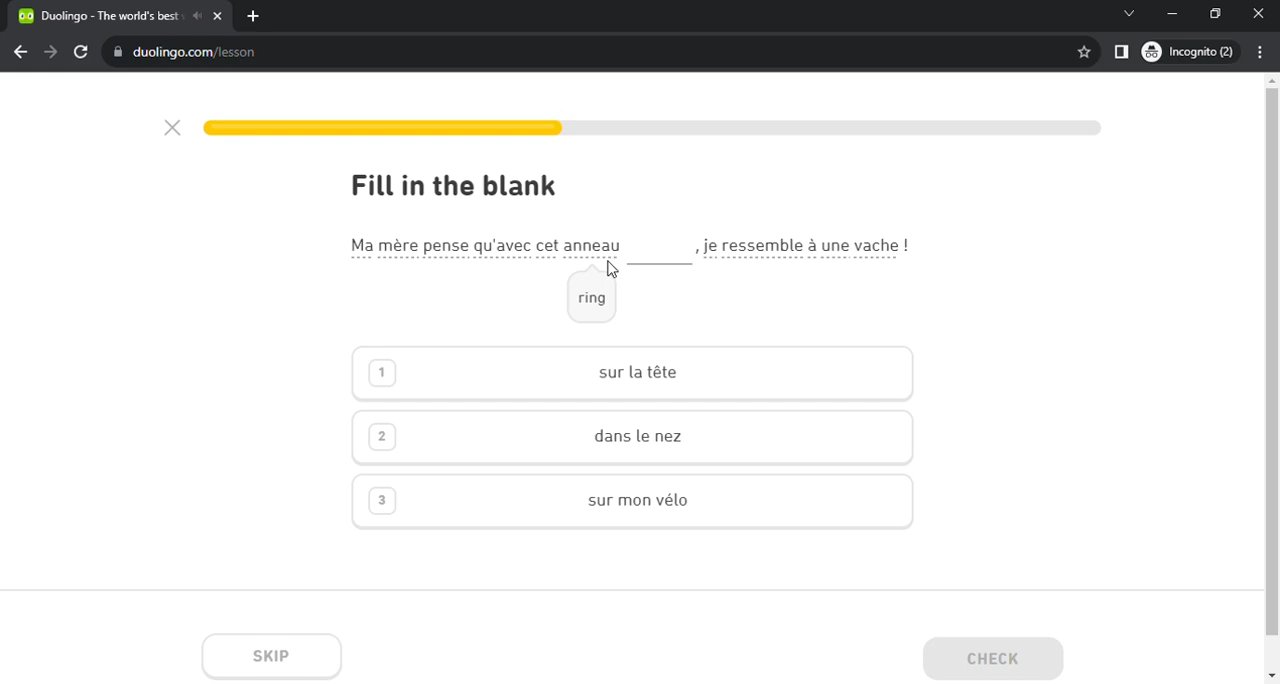 Duolingo - The world's best
duolingo.com/lesson
Incognito (2)
Fill in the blank
Ma mère pense qu'avec cet anneau ______, je ressemble à une vache !
ring
1 sur la tête
2 dans le nez
3 sur mon vélo
SKIP
CHECK